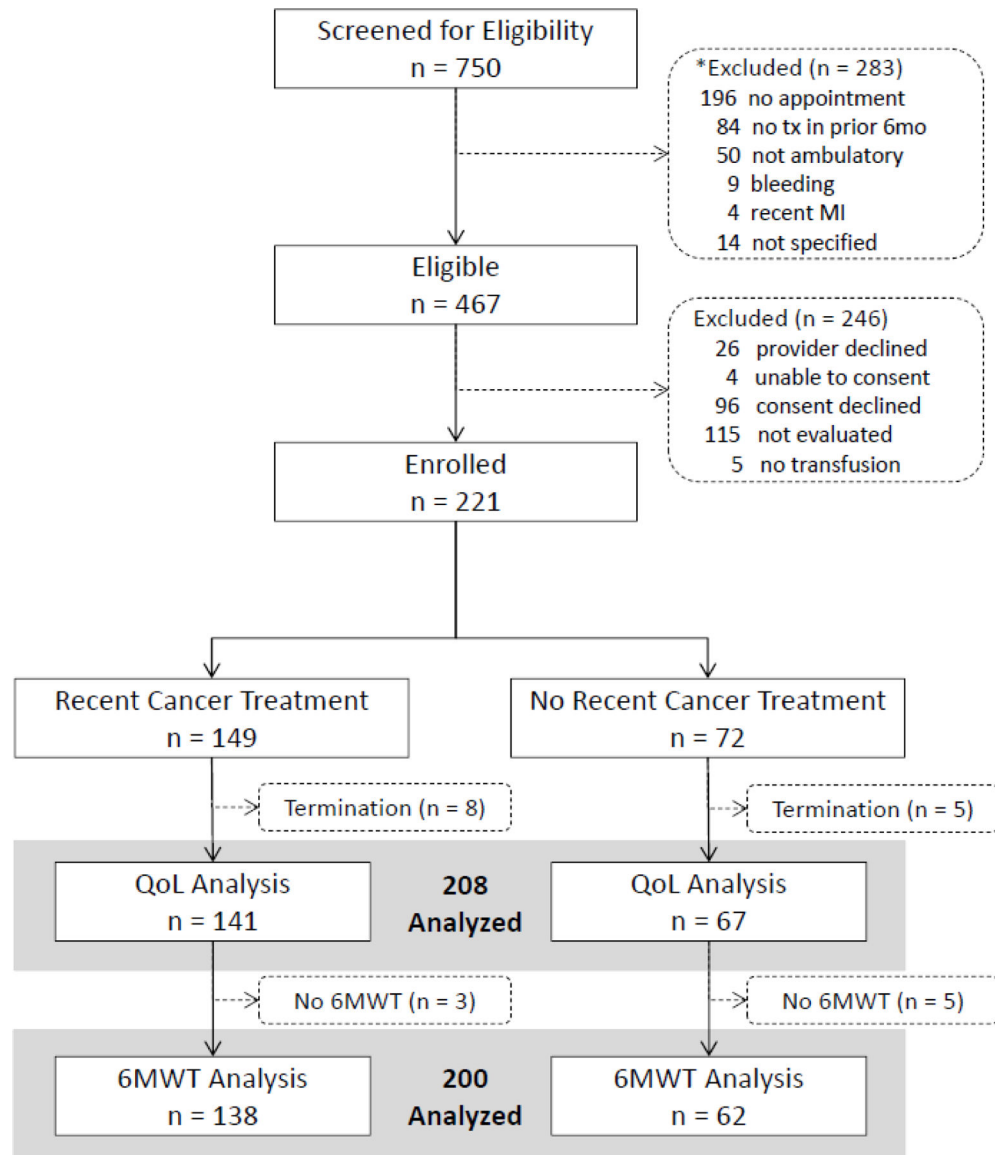 Screened for Eligibility
n = 750
*Excluded (n = 283)
196 no appointment
84 no tx in prior 6mo
50 not ambulatory
9 bleeding
4 recent MI
14 not specified
Eligible
n = 467
Excluded (n = 246)
26 provider declined
4 unable to consent
96 consent declined
115 not evaluated
5 no transfusion
Enrolled
n = 221
Recent Cancer Treatment
n = 149
No Recent Cancer Treatment
n = 72
Termination (n = 8)
Termination (n = 5)
QoL Analysis
n = 141
208
Analyzed
QoL Analysis
n = 67
No 6MWT (n = 3)
No 6MWT (n = 5)
6MWT Analysis
n = 138
200
Analyzed
6MWT Analysis
n = 62